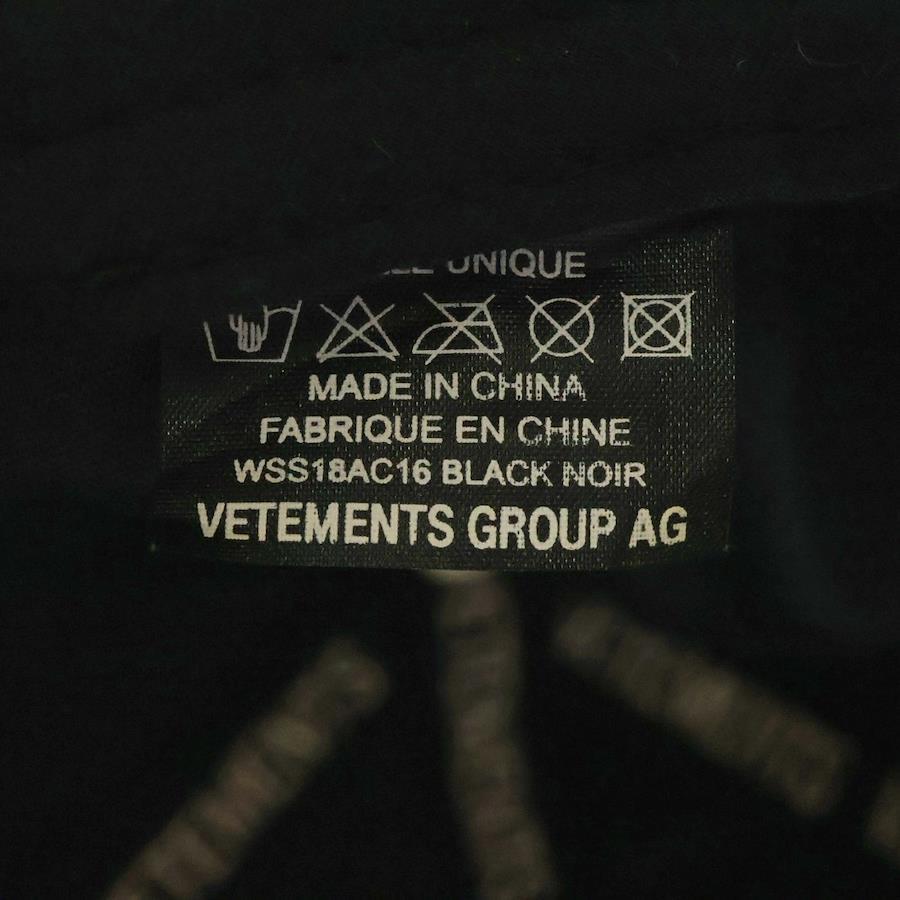 UNIQUE
MADE IN CHINA
FABRIQUE EN CHINE
WSS18AC16 BLACK NOIR
VETEMENTS GROUP AG